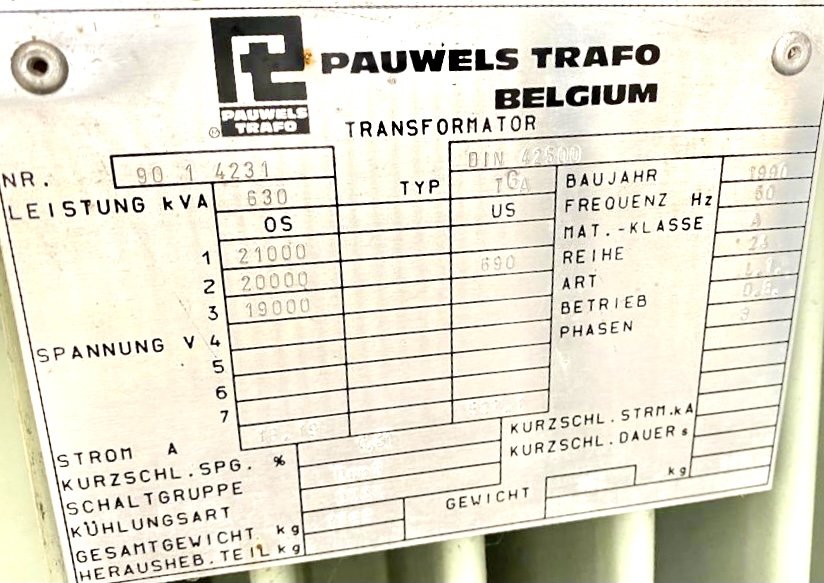 PAUWELS TRAFO
BELGIUM
PAUWELS
TRAFO
TRANSFORMATOR
DIN 42500
NR. 90 1 4231
TYP TGA
BAUJAHR 1990
LEISTUNG kVA 630
FREQUENZ Hz 50
OS US
MAT.-KLASSE A
1 21000
REIHE 24
2 20000 690
ART
3 19000
BETRIEB
SPANNUNG V 4
PHASEN 3
5
6
7
STROM A
KURZSCHL.STRM.kA
KURZSCHL.SPG. %
KURZSCHL.DAUER s
SCHALTGRUPPE
KÜHLUNGSART
GEWICHT kg
GESAMTGEWICHT kg
HERAUSHEB.TEIL kg